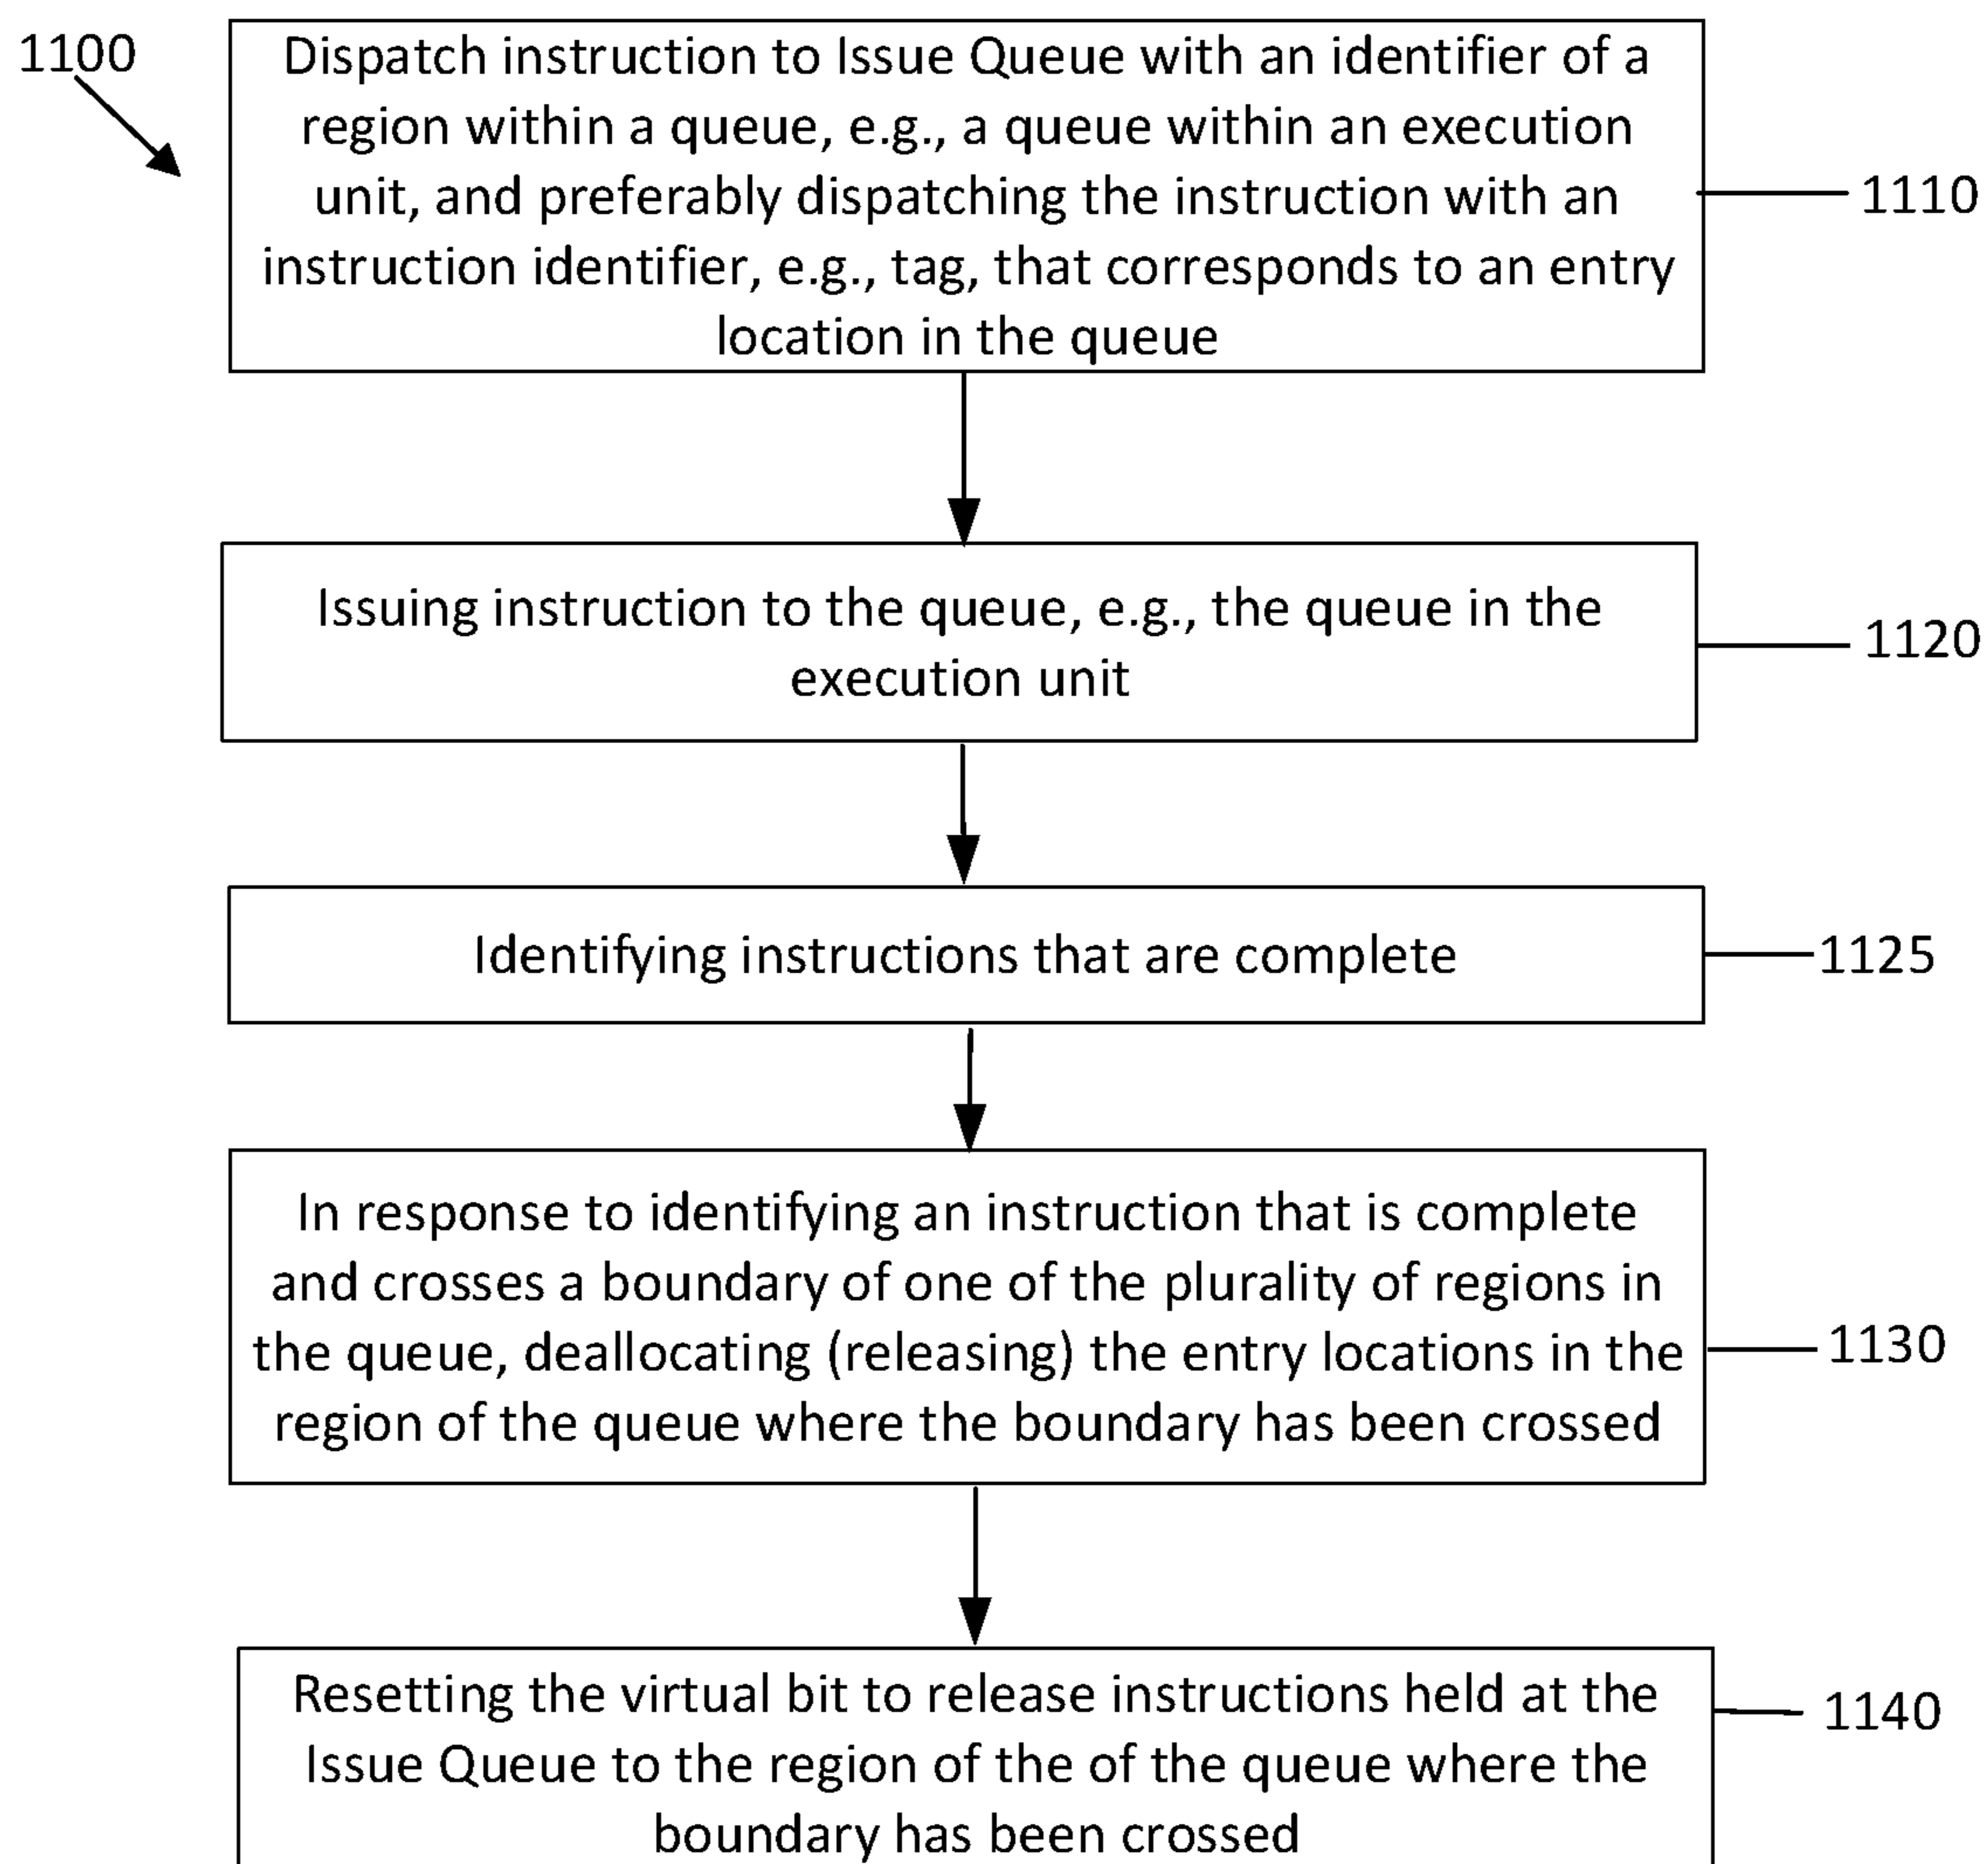 1100
Dispatch instruction to Issue Queue with an identifier of a
region within a queue, e.g., a queue within an execution
unit, and preferably dispatching the instruction with an
instruction identifier, e.g., tag, that corresponds to an entry
location in the queue
1110
Issuing instruction to the queue, e.g., the queue in the
execution unit
1120
Identifying instructions that are complete
1125
In response to identifying an instruction that is complete
and crosses a boundary of one of the plurality of regions in
the queue, deallocating (releasing) the entry locations in the
region of the queue where the boundary has been crossed
1130
Resetting the virtual bit to release instructions held at the
Issue Queue to the region of the of the queue where the
boundary has been crossed
1140